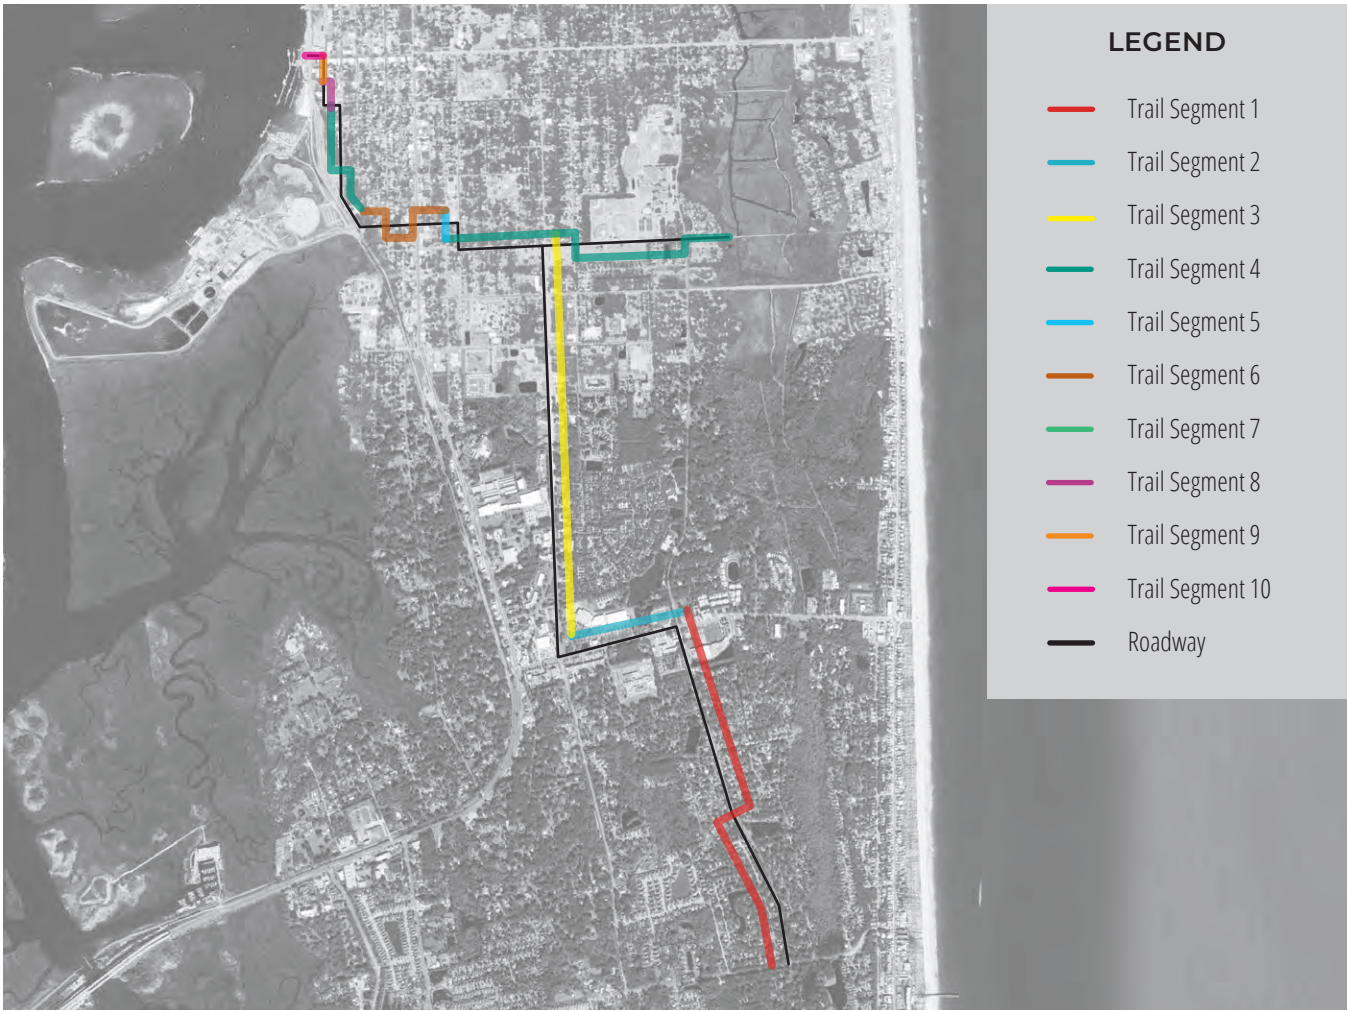 LEGEND
Trail Segment 1
Trail Segment 2
Trail Segment 3
Trail Segment 4
Trail Segment 5
Trail Segment 6
Trail Segment 7
Trail Segment 8
Trail Segment 9
Trail Segment 10
Roadway